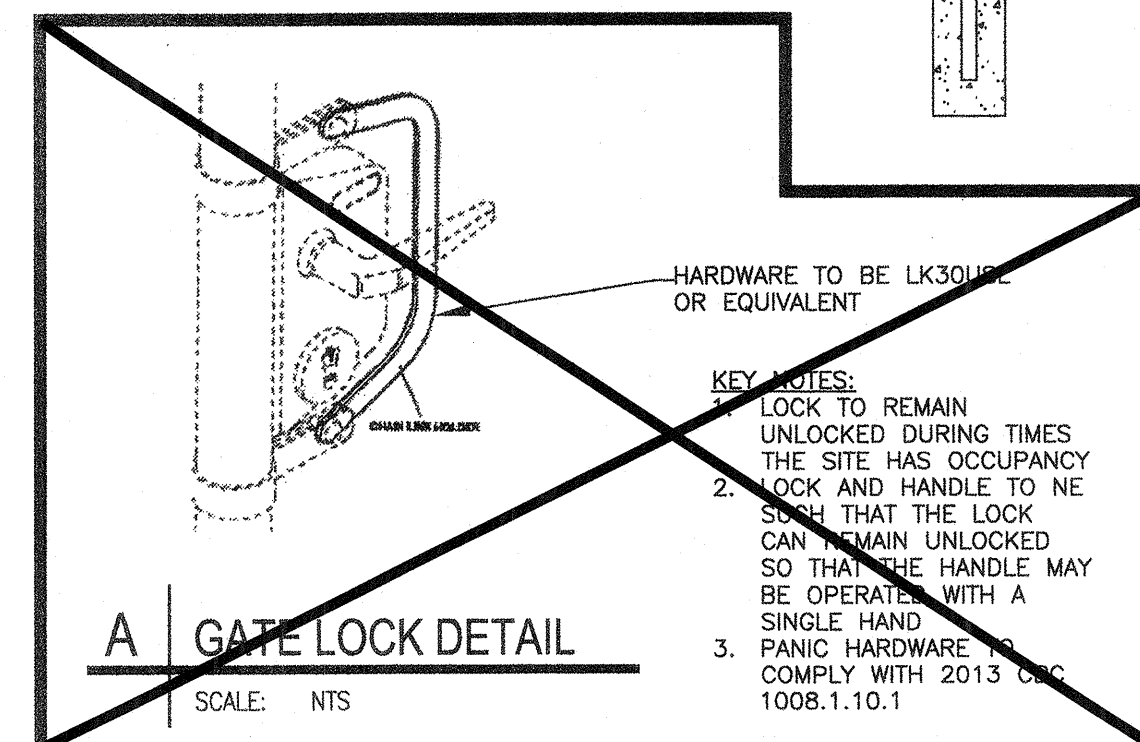 HARDWARE TO BE LK30USL
OR EQUIVALENT
CHAIN LINK HOLDER
KEY NOTES:
1. LOCK TO REMAIN
UNLOCKED DURING TIMES
THE SITE HAS OCCUPANCY
2. LOCK AND HANDLE TO NE
SUCH THAT THE LOCK
CAN REMAIN UNLOCKED
SO THAT THE HANDLE MAY
BE OPERATED WITH A
SINGLE HAND
3. PANIC HARDWARE TO
COMPLY WITH 2013 CBC
1008.1.10.1
A GATE LOCK DETAIL
SCALE: NTS